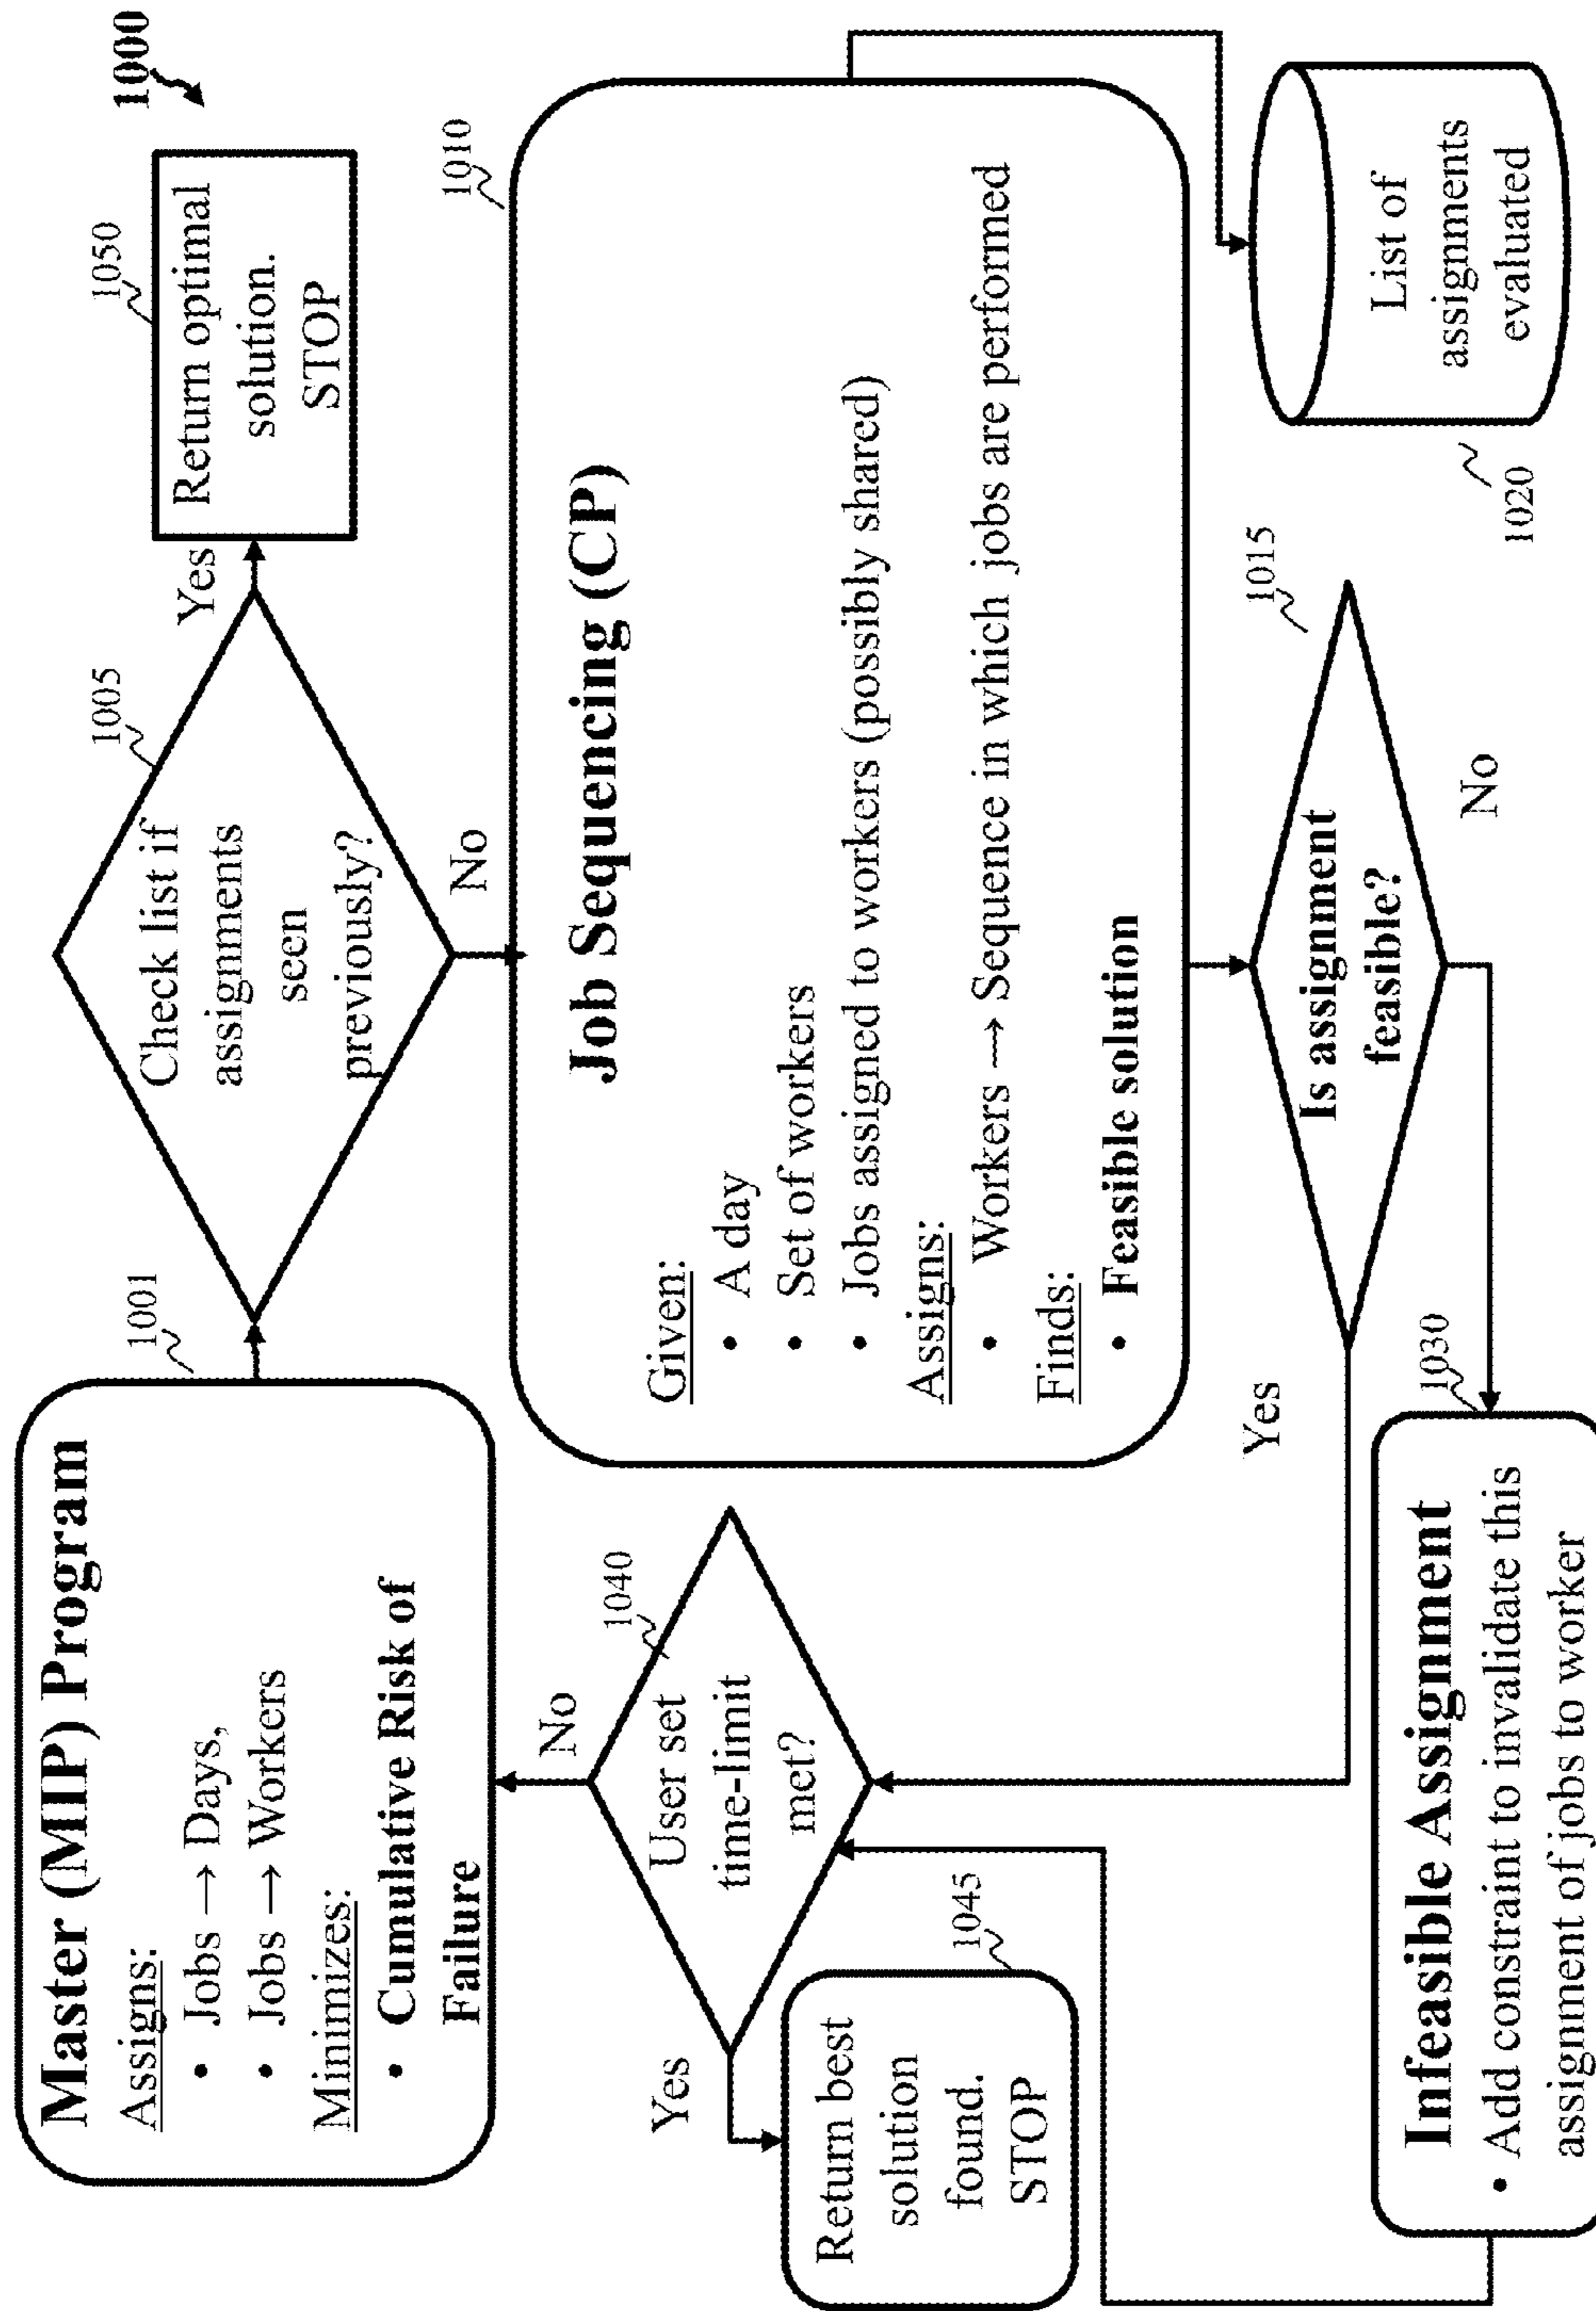 1000
Master (MIP) Program
Assigns:
• Jobs → Days,
• Jobs → Workers
Minimizes:
• Cumulative Risk of
Failure
1001
Check list if
assignments
seen
previously?
1005
Yes
No
Return optimal
solution.
STOP
1050
Job Sequencing (CP)
1010
Given:
• A day
• Set of workers
• Jobs assigned to workers (possibly shared)
Assigns:
• Workers → Sequence in which jobs are performed
Finds:
• Feasible solution
User set
time-limit
met?
1040
No
Yes
Return best
solution
found.
STOP
1045
Is assignment
feasible?
1015
Yes
No
List of
assignments
evaluated
1020
Infeasible Assignment
1030
• Add constraint to invalidate this
assignment of jobs to worker